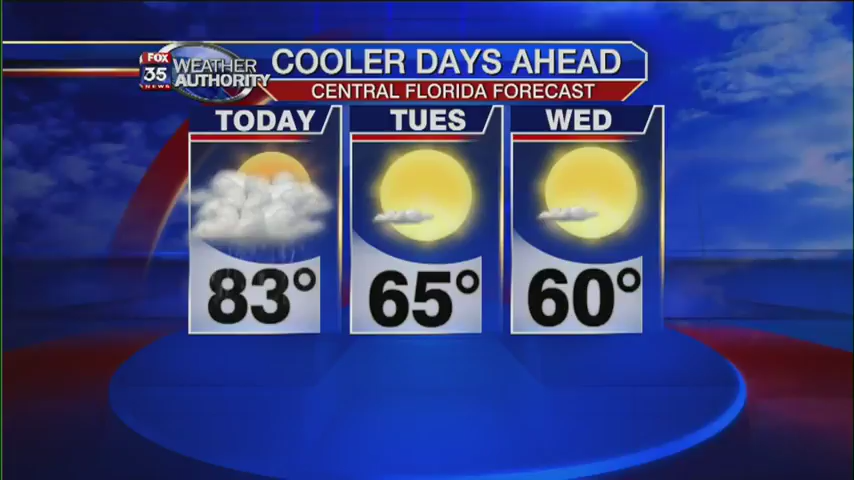 FOX
35
NEWS
WEATHER
AUTHORITY
COOLER DAYS AHEAD
CENTRAL FLORIDA FORECAST
TODAY
TUES
WED
83°
65°
60°